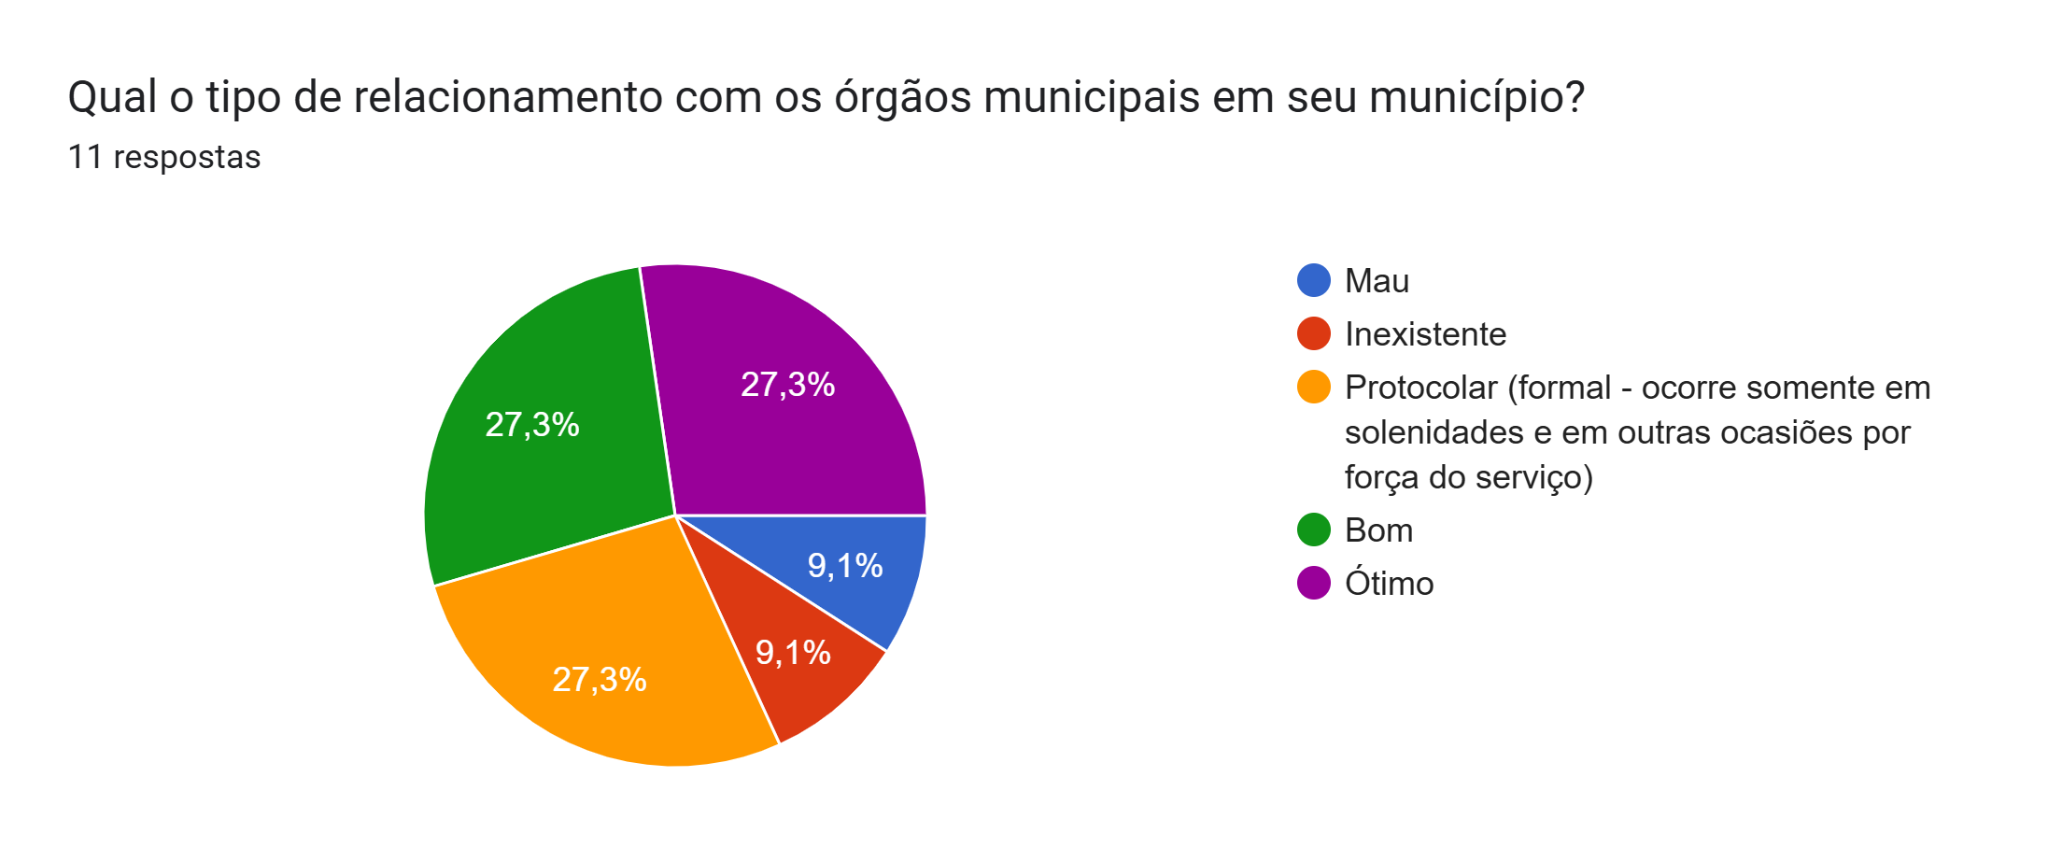 Qual o tipo de relacionamento com os órgãos municipais em seu município?
11 respostas
27,3%
27,3%
9,1%
9,1%
27,3%
Mau
Inexistente
Protocolar (formal - ocorre somente em
solenidades e em outras ocasiões por
força do serviço)
Bom
Ótimo